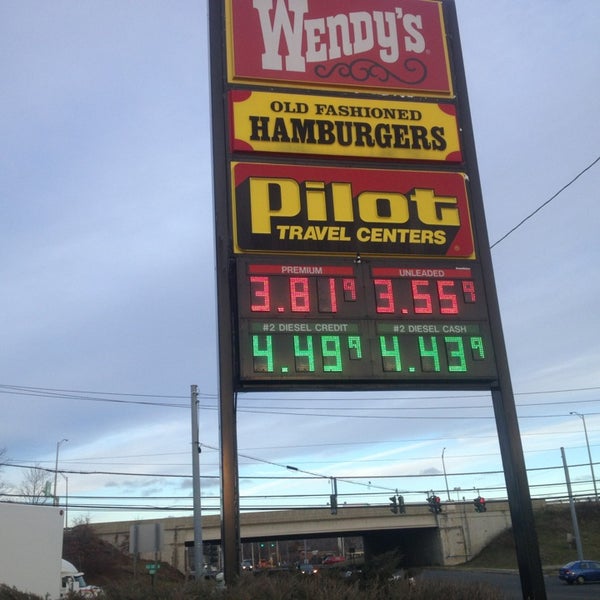 WENDY'S
OLD FASHIONED
HAMBURGERS
PILOT
TRAVEL CENTERS
PREMIUM UNLEADED
3.81 9 3.55 9
#2 DIESEL CREDIT #2 DIESEL CASH
4.49 9 4.43 9